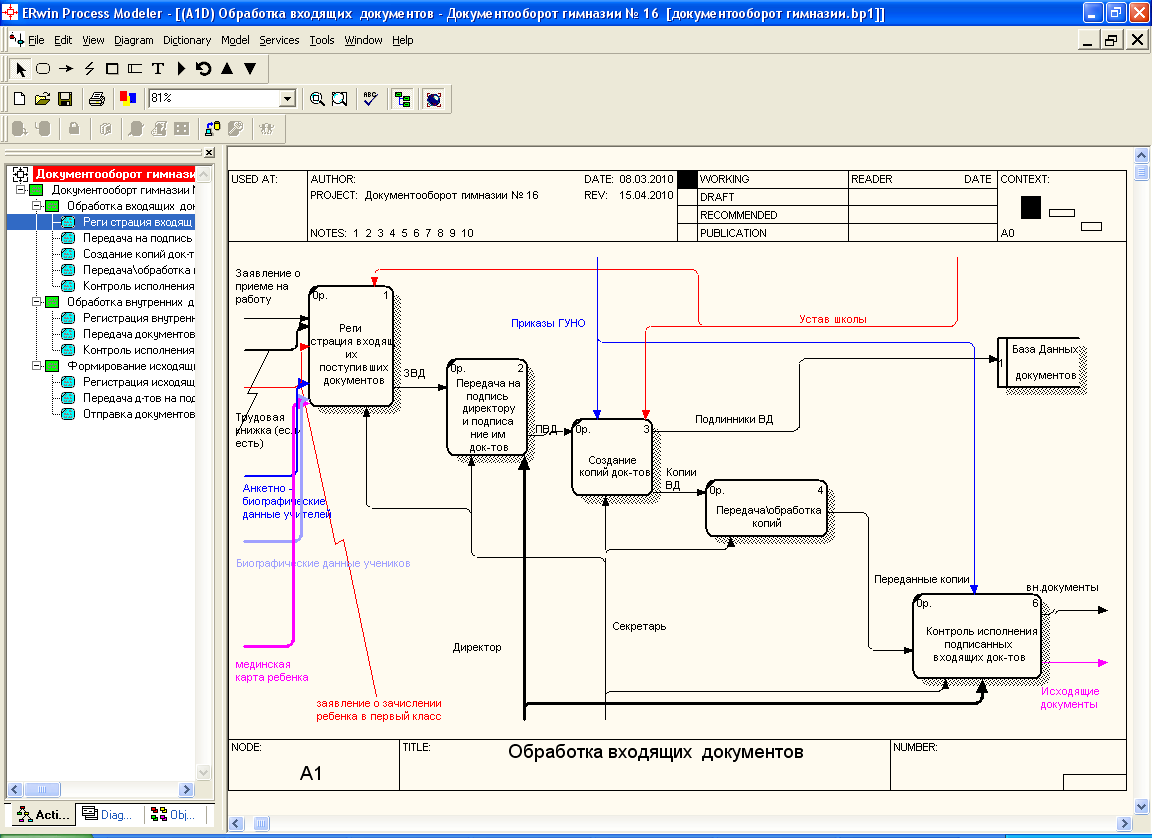 ERwin Process Modeler - [(A1D) Обработка входящих документов - Документооборот гимназии № 16 [документооборот гимназии.bp1]]
File Edit View Diagram Dictionary Model Services Tools Window Help
81%
Документооборот гимнази
Документооборт гимназии
Обработка входящих до
Реги страция входящ
Передача на подпись
Создание копий док-т
Передача\обработка
Контроль исполнения
Обработка внутренних д
Регистрация внутрен
Передача документов
Контроль исполнения
Формирование исходящ
Регистрация исходящ
Передача д-тов на под
Отправка документов
Acti...
Diag...
Obj...
USED AT:
AUTHOR:
DATE: 08.03.2010
PROJECT: Документооборот гимназии № 16
REV: 15.04.2010
NOTES: 1 2 3 4 5 6 7 8 9 10
WORKING
DRAFT
RECOMMENDED
PUBLICATION
READER
DATE
CONTEXT:
A0
Заявление о
приеме на
работу
0р.
1
Реги
страция входящ
их
поступив ших
документов
Приказы ГУНО
Устав школы
База Данных
1
документов
ЗВД
0р.
2
Передача на
подпись
директору
и подписа
ние им
док-тов
ПВД
0р.
3
Создание
копий док-тов
Подлинники ВД
Копии
ВД
0р.
4
Передача\обработка
копий
Трудовая
книжка (если
есть)
Анкетно -
биографические
данные учителей
Биографические данные учеников
Переданные копии
0р.
6
Контроль исполнения
подписанных
входящих док-тов
вн.документы
Исходящие
документы
Секретарь
Директор
мединская
карта ребенка
заявление о зачислении
ребенка в первый класс
NODE:
A1
TITLE:
Обработка входящих документов
NUMBER: